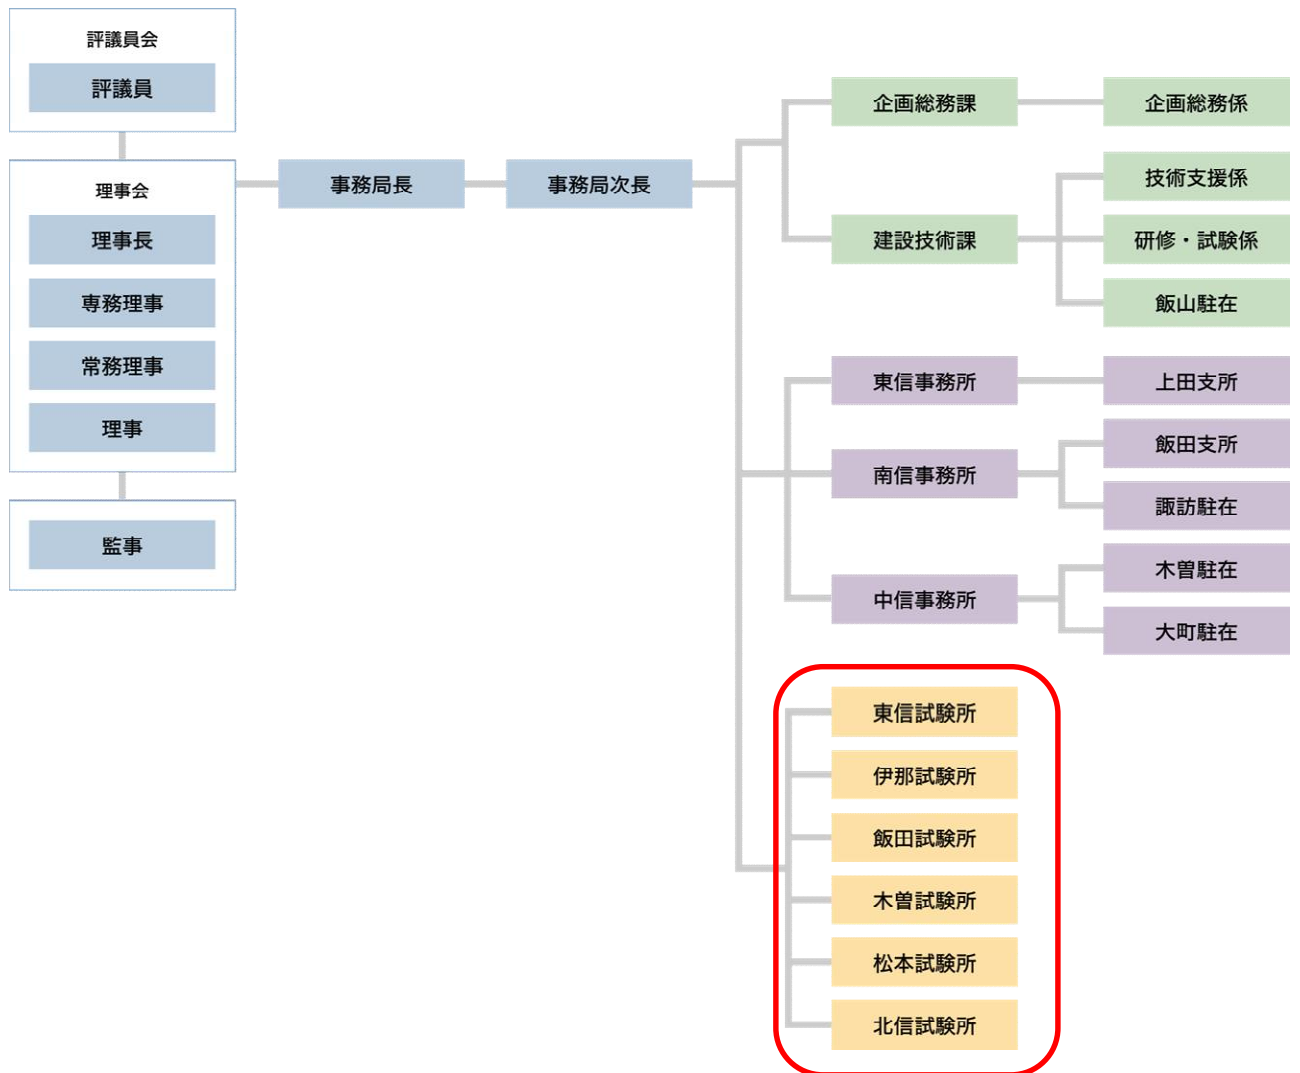 評議員会
評議員
理事会
理事長
専務理事
常務理事
理事
監事
事務局長
事務局次長
企画総務課
企画総務係
建設技術課
技術支援係
研修・試験係
飯山駐在
東信事務所
上田支所
南信事務所
飯田支所
諏訪駐在
中信事務所
木曽駐在
大町駐在
東信試験所
伊那試験所
飯田試験所
木曽試験所
松本試験所
北信試験所